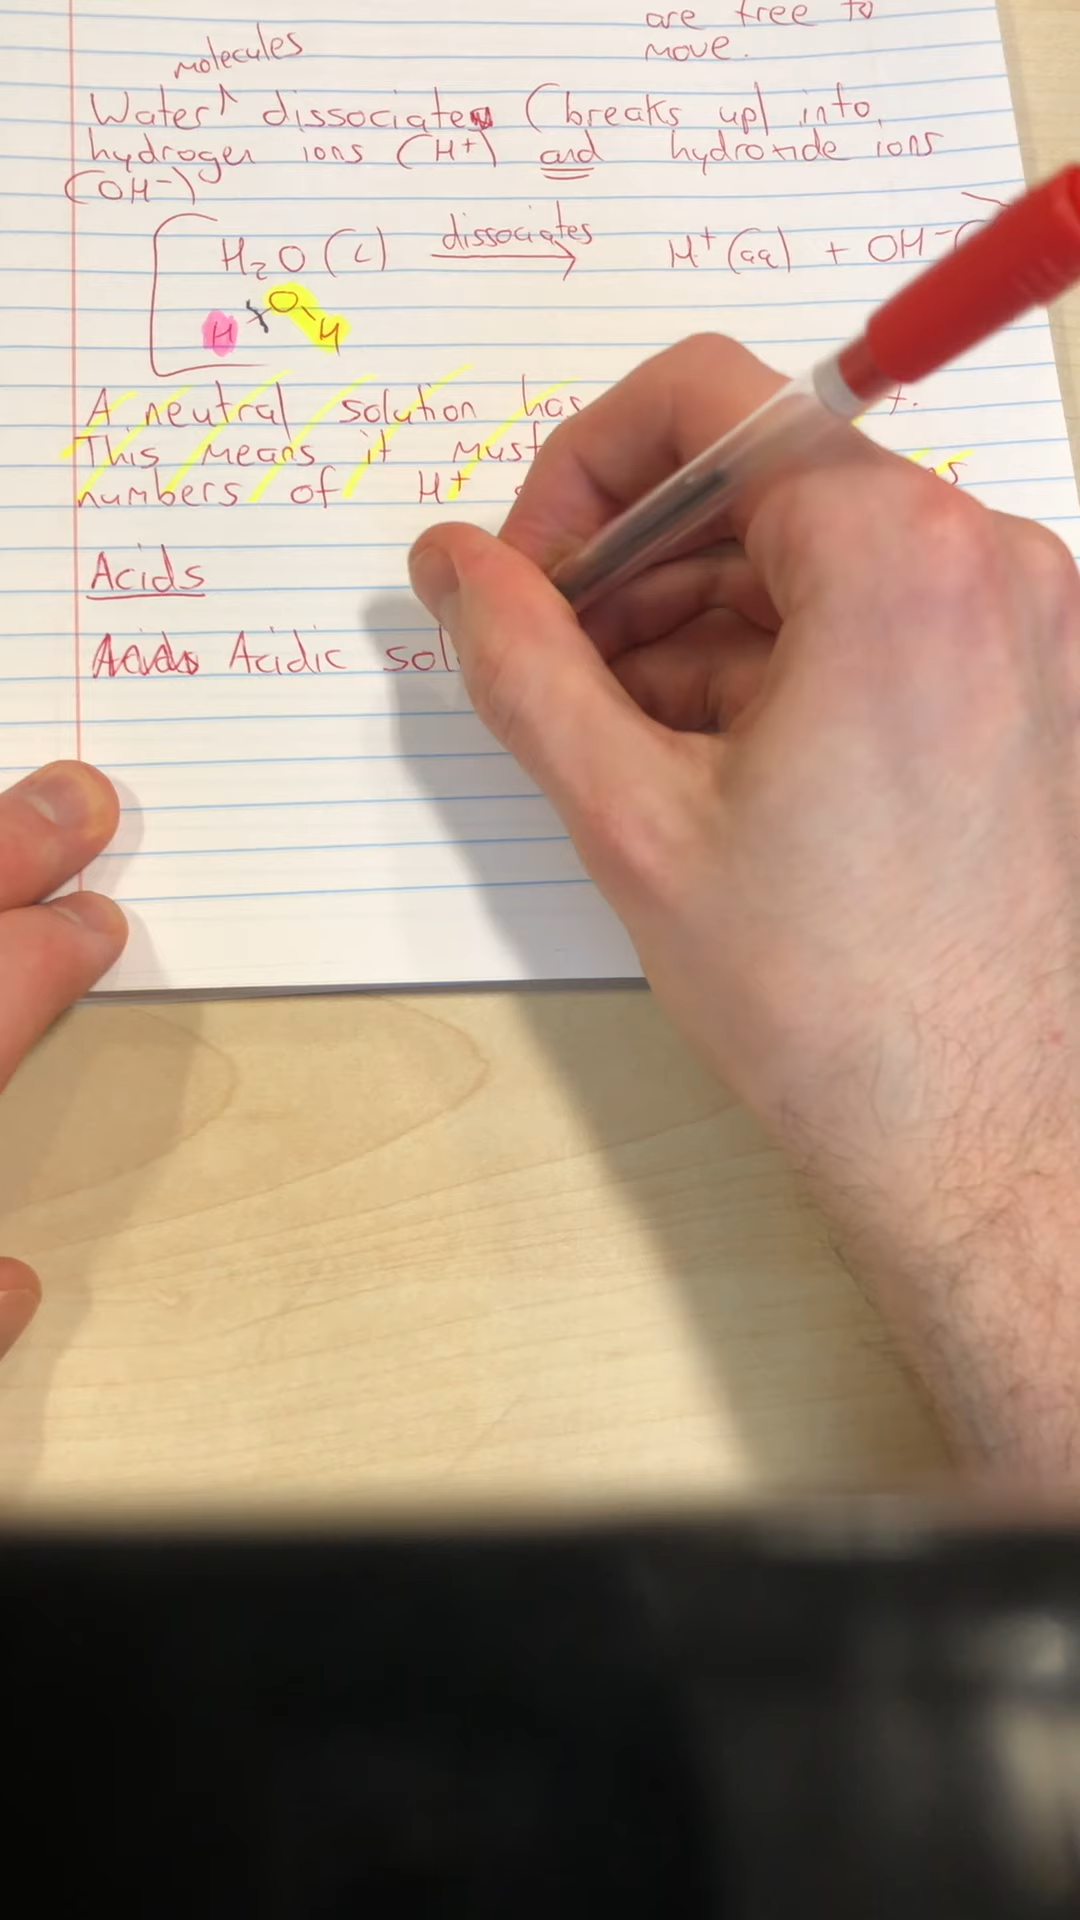 are free to
move.
molecules
Water^ dissociates (breaks up) into
hydrogen ions (H+) and hydroxide ions
(OH-)
H₂O (l) dissociates → H⁺(aq) + OH⁻(
H O H
A neutral solution has
This means it must
numbers of H+
Acids
Acidic sol